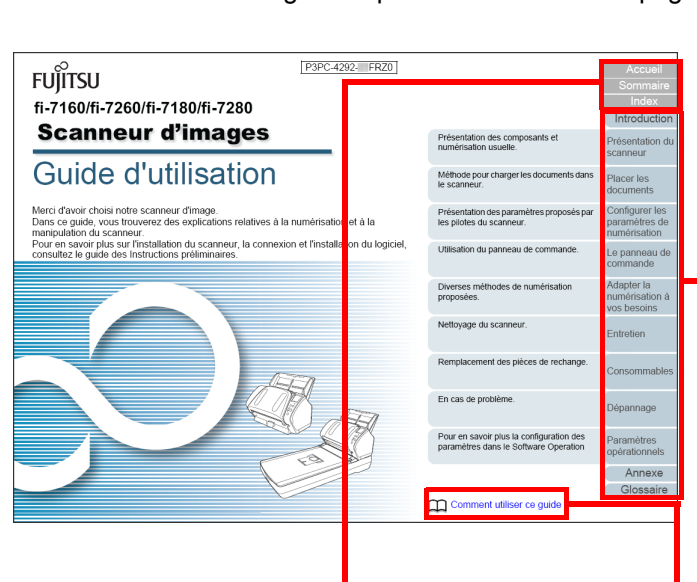 P3PC-4292- FRZ0
FUJITSU
fi-7160/fi-7260/fi-7180/fi-7280
Scanneur d'images
Guide d'utilisation
Merci d'avoir choisi notre scanneur d'image.
Dans ce guide, vous trouverez des explications relatives à la numérisation et à la
manipulation du scanneur.
Pour en savoir plus sur l'installation du scanneur, la connexion et l'installation du logiciel,
consultez le guide des Instructions préliminaires.
Accueil
Sommaire
Index
Introduction
Présentation des composants et
numérisation usuelle.
Présentation du
scanneur
Méthode pour charger les documents dans
le scanneur.
Placer les
documents
Présentation des paramètres proposés par
les pilotes du scanneur.
Configurer les
paramètres de
numérisation
Utilisation du panneau de commande.
Le panneau de
commande
Diverses méthodes de numérisation
proposées.
Adapter la
numérisation à
vos besoins
Nettoyage du scanneur.
Entretien
Remplacement des pièces de rechange.
Consommables
En cas de problème.
Dépannage
Pour en savoir plus la configuration des
paramètres dans le Software Operation
Paramètres
opérationnels
Annexe
Glossaire
Comment utiliser ce guide